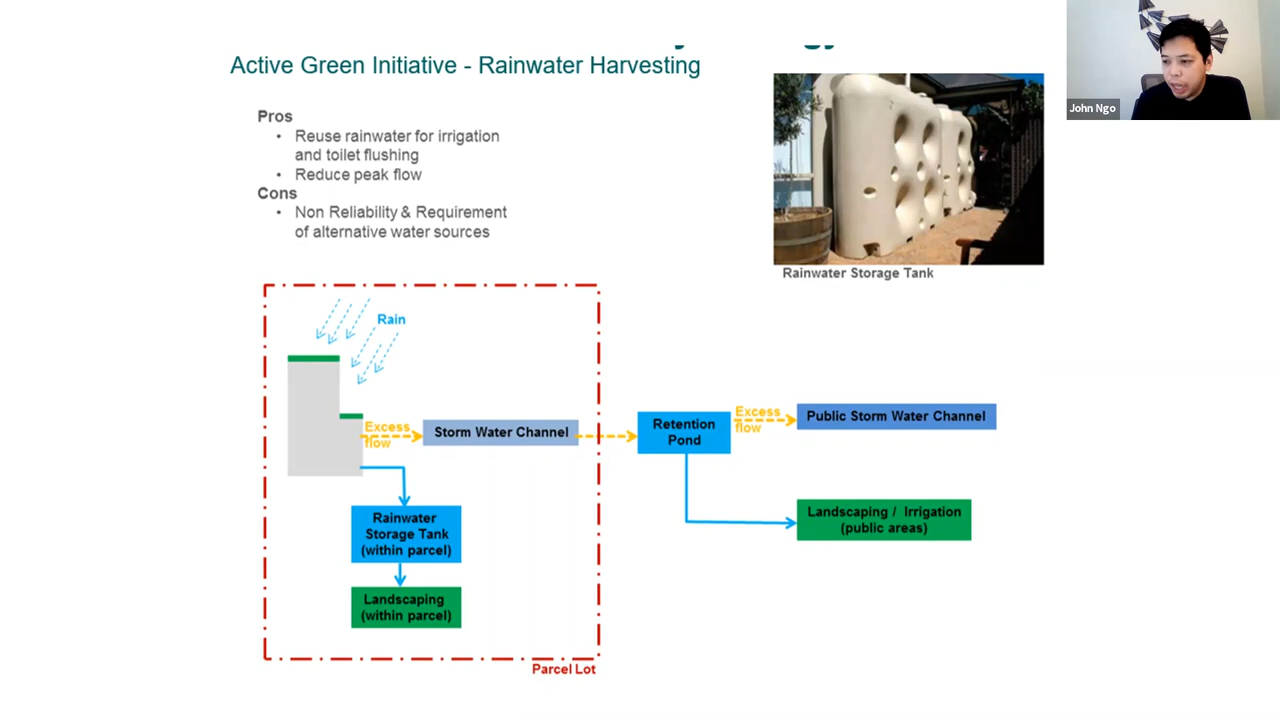 Active Green Initiative - Rainwater Harvesting
John Ngo
Pros
• Reuse rainwater for irrigation
and toilet flushing
• Reduce peak flow
Cons
• Non Reliability & Requirement
of alternative water sources
Rainwater Storage Tank
Rain
Excess
flow
Storm Water Channel
Retention
Pond
Excess
flow
Public Storm Water Channel
Rainwater
Storage Tank
(within parcel)
Landscaping / Irrigation
(public areas)
Landscaping
(within parcel)
Parcel Lot